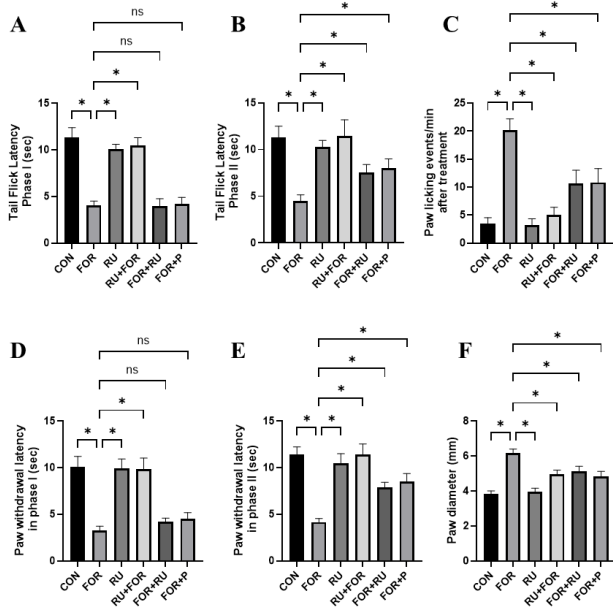 A
ns
ns
*
* *
Tail Flick Latency
Phase I (sec)
15
10
5
0
CON
FOR
RU
RU+FOR
FOR+RU
FOR+P
B
*
*
*
* *
Tail Flick Latency
Phase II (sec)
15
10
5
0
CON
FOR
RU
RU+FOR
FOR+RU
FOR+P
C
*
*
*
* *
Paw licking events/min
after treatment
25
20
15
10
5
0
CON
FOR
RU
RU+FOR
FOR+RU
FOR+P
D
ns
ns
*
* *
Paw withdrawal latency
in phase I (sec)
15
10
5
0
CON
FOR
RU
RU+FOR
FOR+RU
FOR+P
E
*
*
*
* *
Paw withdrawal latency
in phase II (sec)
15
10
5
0
CON
FOR
RU
RU+FOR
FOR+RU
FOR+P
F
*
*
*
* *
Paw diameter (mm)
8
6
4
2
0
CON
FOR
RU
RU+FOR
FOR+RU
FOR+P